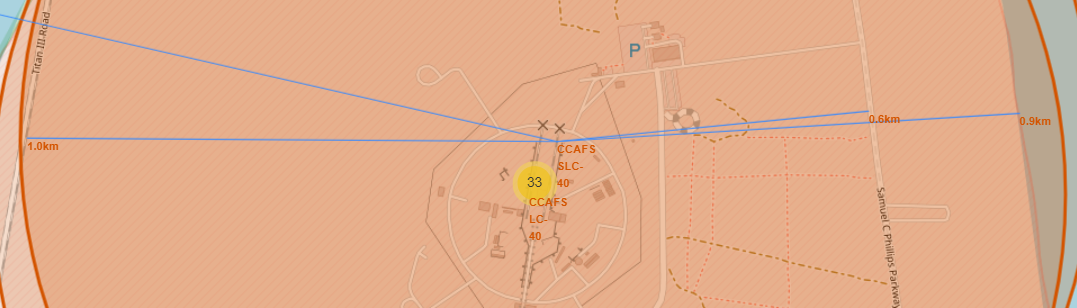 Titan III Road
P
0.6km
0.9km
1.0km
CCAFS
SLC-
40
33
CCAFS
LC-
40
Samuel C Phillips Parkway